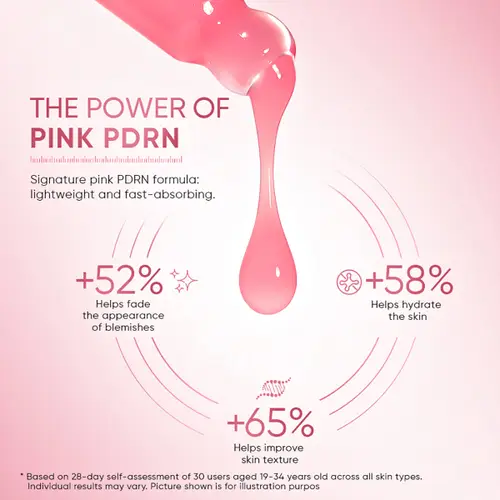 THE POWER OF
PINK PDRN
Signature pink PDRN formula:
lightweight and fast-absorbing.
+52%
Helps fade
the appearance
of blemishes
+58%
Helps hydrate
the skin
+65%
Helps improve
skin texture
* Based on 28-day self-assessment of 30 users aged 19-34 years old across all skin types.
Individual results may vary. Picture shown is for illustration purpos